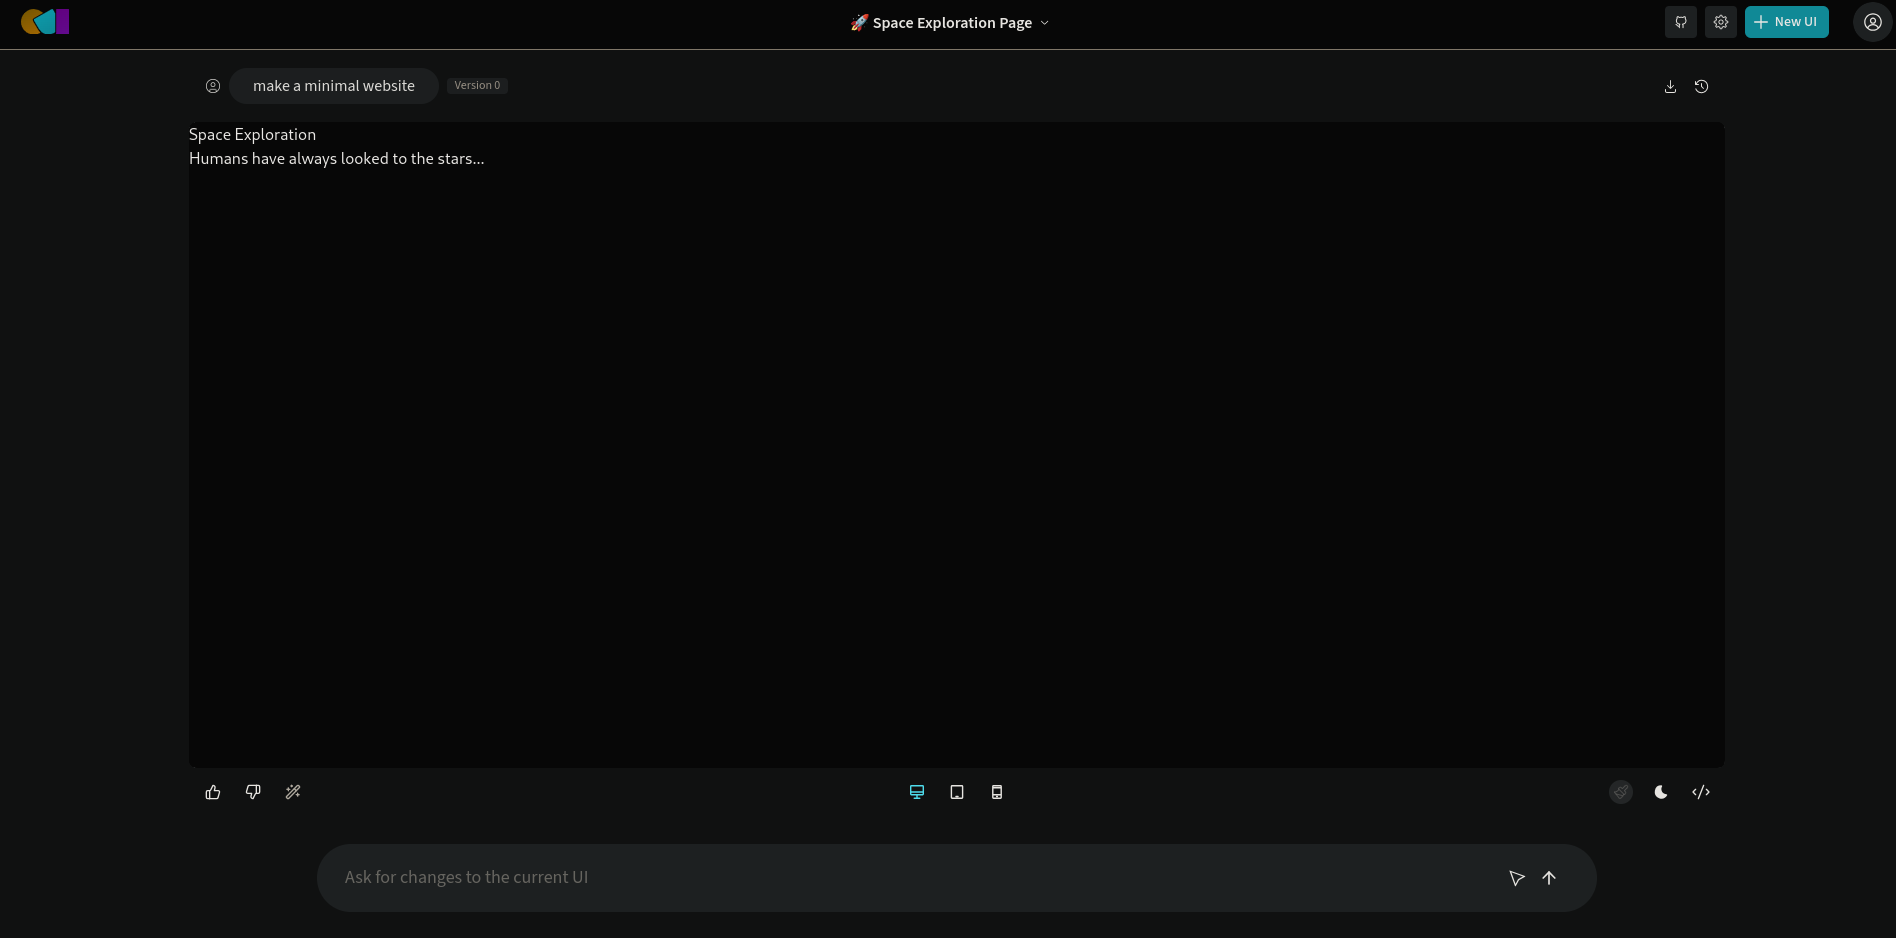 🚀 Space Exploration Page
New UI
make a minimal website
Version 0
Space Exploration
Humans have always looked to the stars...
Ask for changes to the current UI